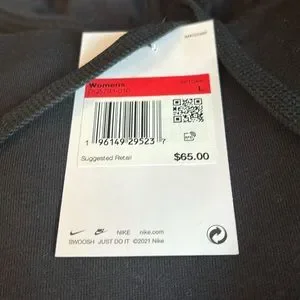 Womens
L
1 96149 29523 7
Suggested Retail
$65.00
NIKE nike.com
SWOOSH JUST DO IT ©2021 Nike